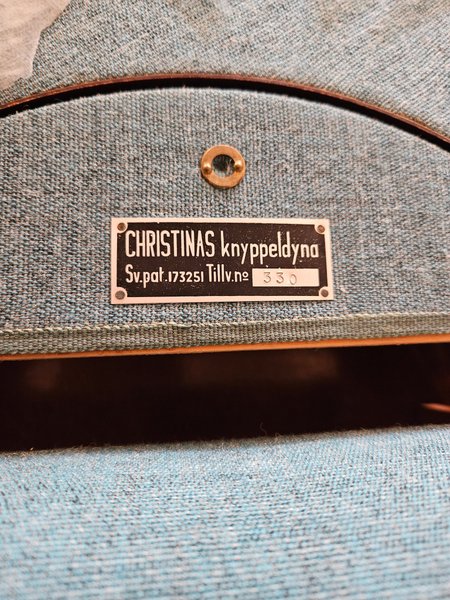 CHRISTINAS knyppeldyna
Sv.pat.173251 Tillv.no 330